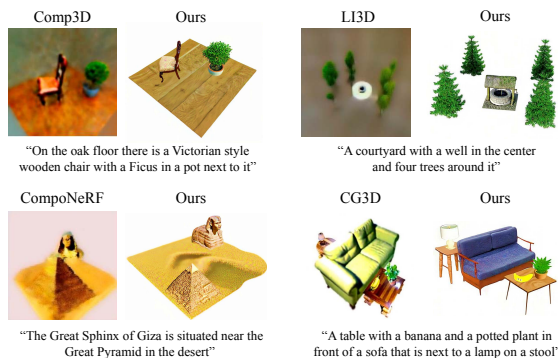 Comp3D Ours
LI3D Ours
“On the oak floor there is a Victorian style
wooden chair with a Ficus in a pot next to it”
“A courtyard with a well in the center
and four trees around it”
CompoNeRF Ours
CG3D Ours
“The Great Sphinx of Giza is situated near the
Great Pyramid in the desert”
“A table with a banana and a potted plant in
front of a sofa that is next to a lamp on a stool”